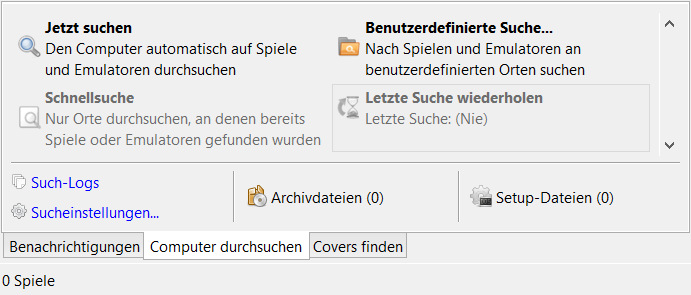 Jetzt suchen
Den Computer automatisch auf Spiele
und Emulatoren durchsuchen
Benutzerdefinierte Suche...
Nach Spielen und Emulatoren an
benutzerdefinierten Orten suchen
Schnellsuche
Nur Orte durchsuchen, an denen bereits
Spiele oder Emulatoren gefunden wurden
Letzte Suche wiederholen
Letzte Suche: (Nie)
Such-Logs
Sucheinstellungen...
Archivdateien (0)
Setup-Dateien (0)
Benachrichtigungen
Computer durchsuchen
Covers finden
0 Spiele